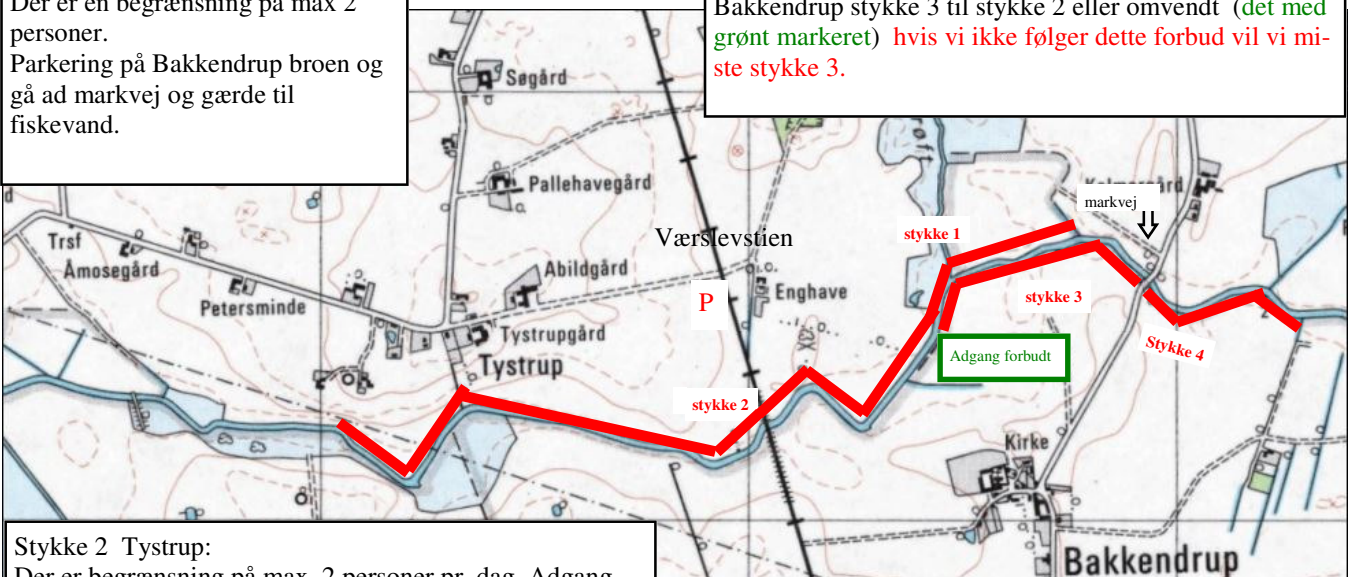 Der er en begrænsning på max 2
personer.
Parkering på Bakkendrup broen og
gå ad markvej og gærde til
fiskevand.
Bakkendrup stykke 3 til stykke 2 eller omvendt (det med
grønt markeret) hvis vi ikke følger dette forbud vil vi mi-
ste stykke 3.
Søgård
Pallehavegård
Trsf
Åmosegård
Petersminde
Abildgård
Tystrupgård
Tystrup
Værslevstien
P
Enghave
markvej
stykke 1
stykke 3
Stykke 4
Adgang forbudt
stykke 2
Kirke
Bakkendrup
Stykke 2 Tystrup:
Der er begrænsning på max. 2 personer pr. dag. Adgang